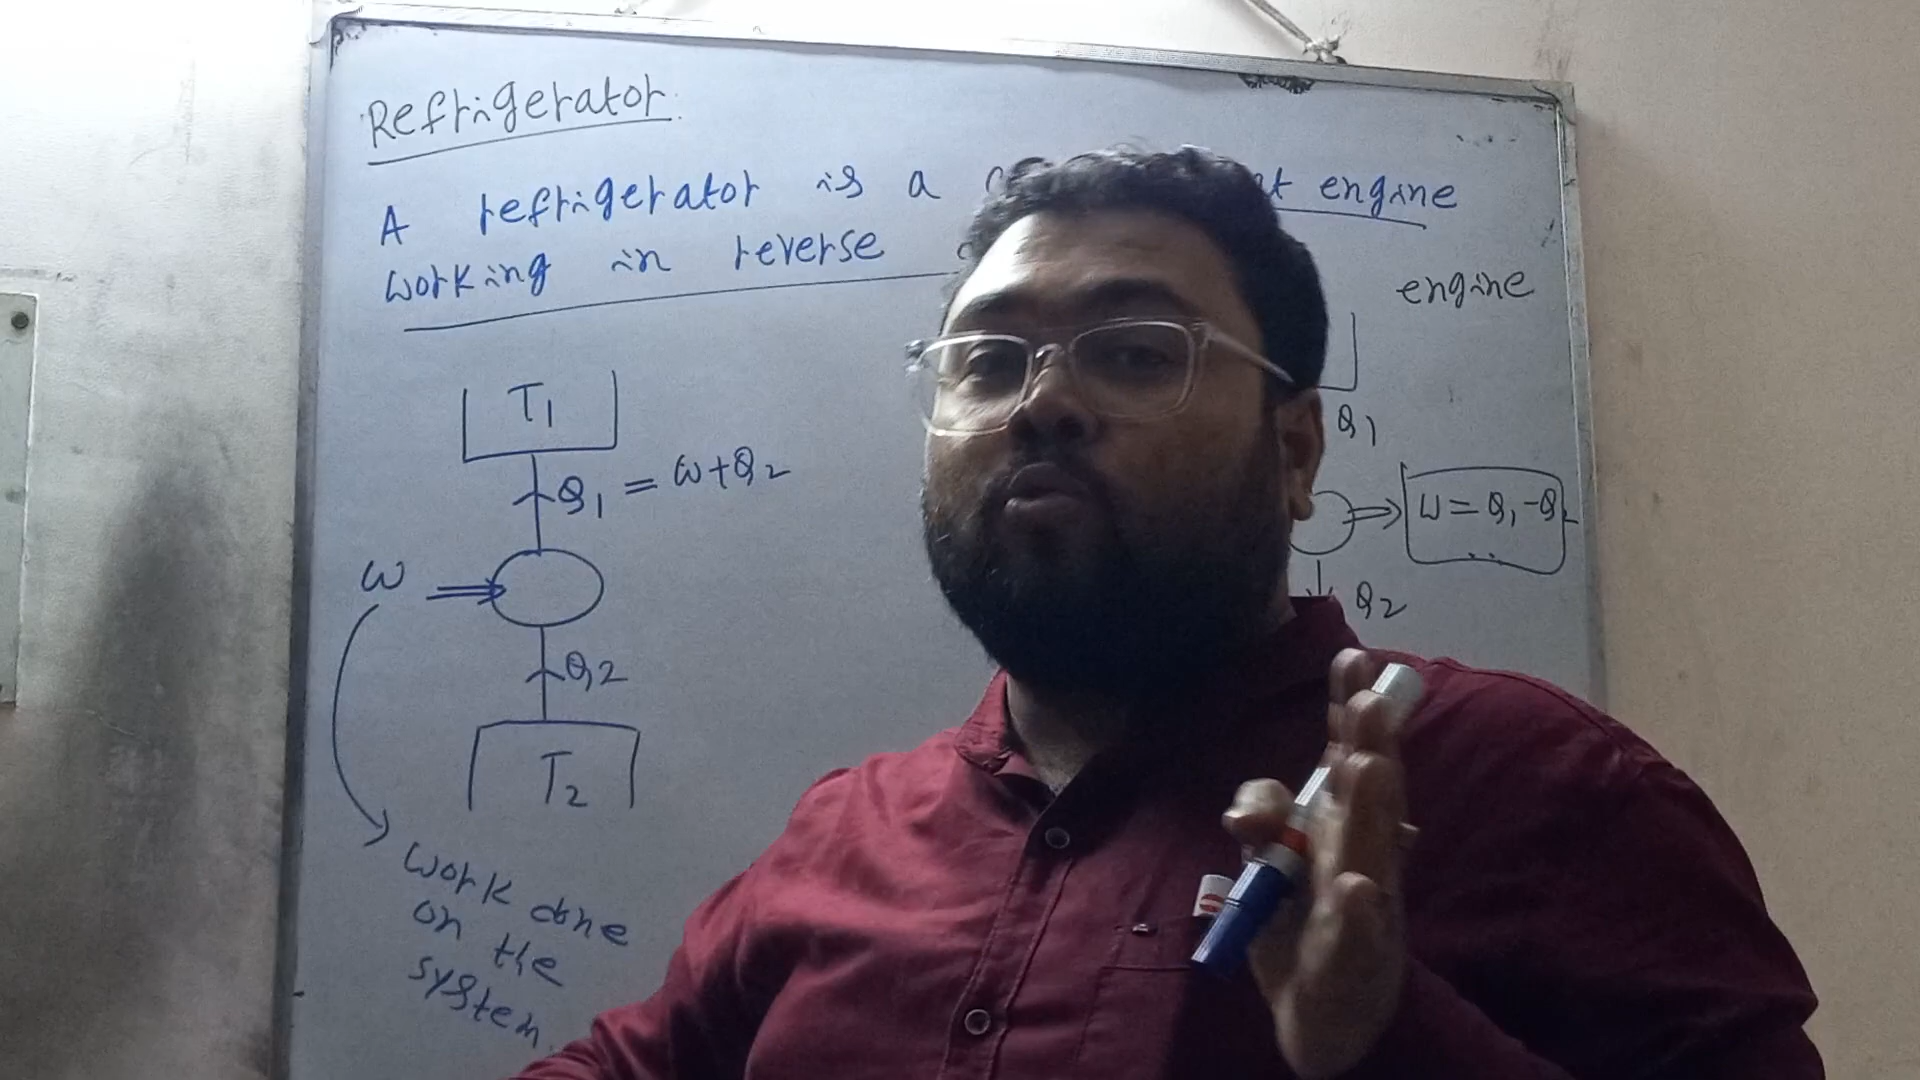 Refrigerator.
A refrigerator is a engine
working in reverse
engine
T1
Q1 = W+Q2
Q1
W = Q1-Q2
W
Q2
Q2
T2
Work done
on the
system.